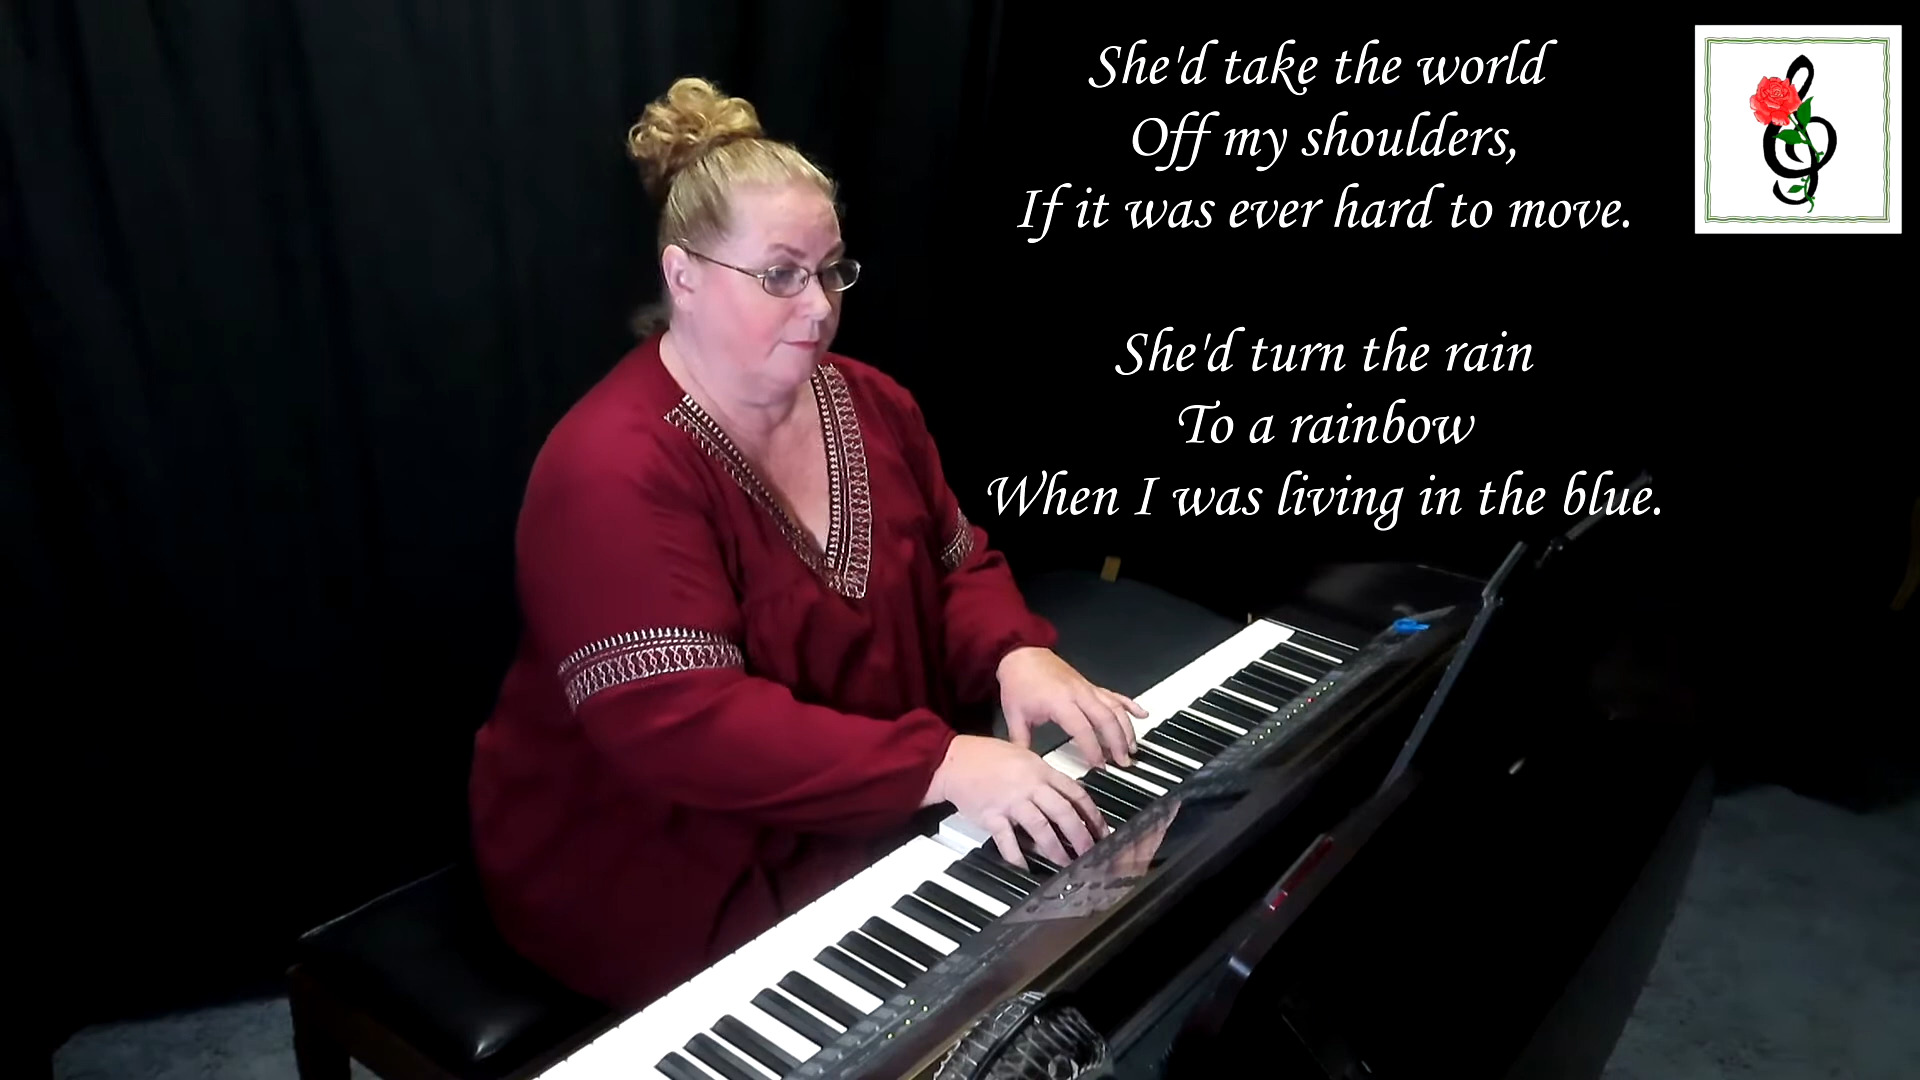 She'd take the world
Off my shoulders,
If it was ever hard to move.
She'd turn the rain
To a rainbow
When I was living in the blue.